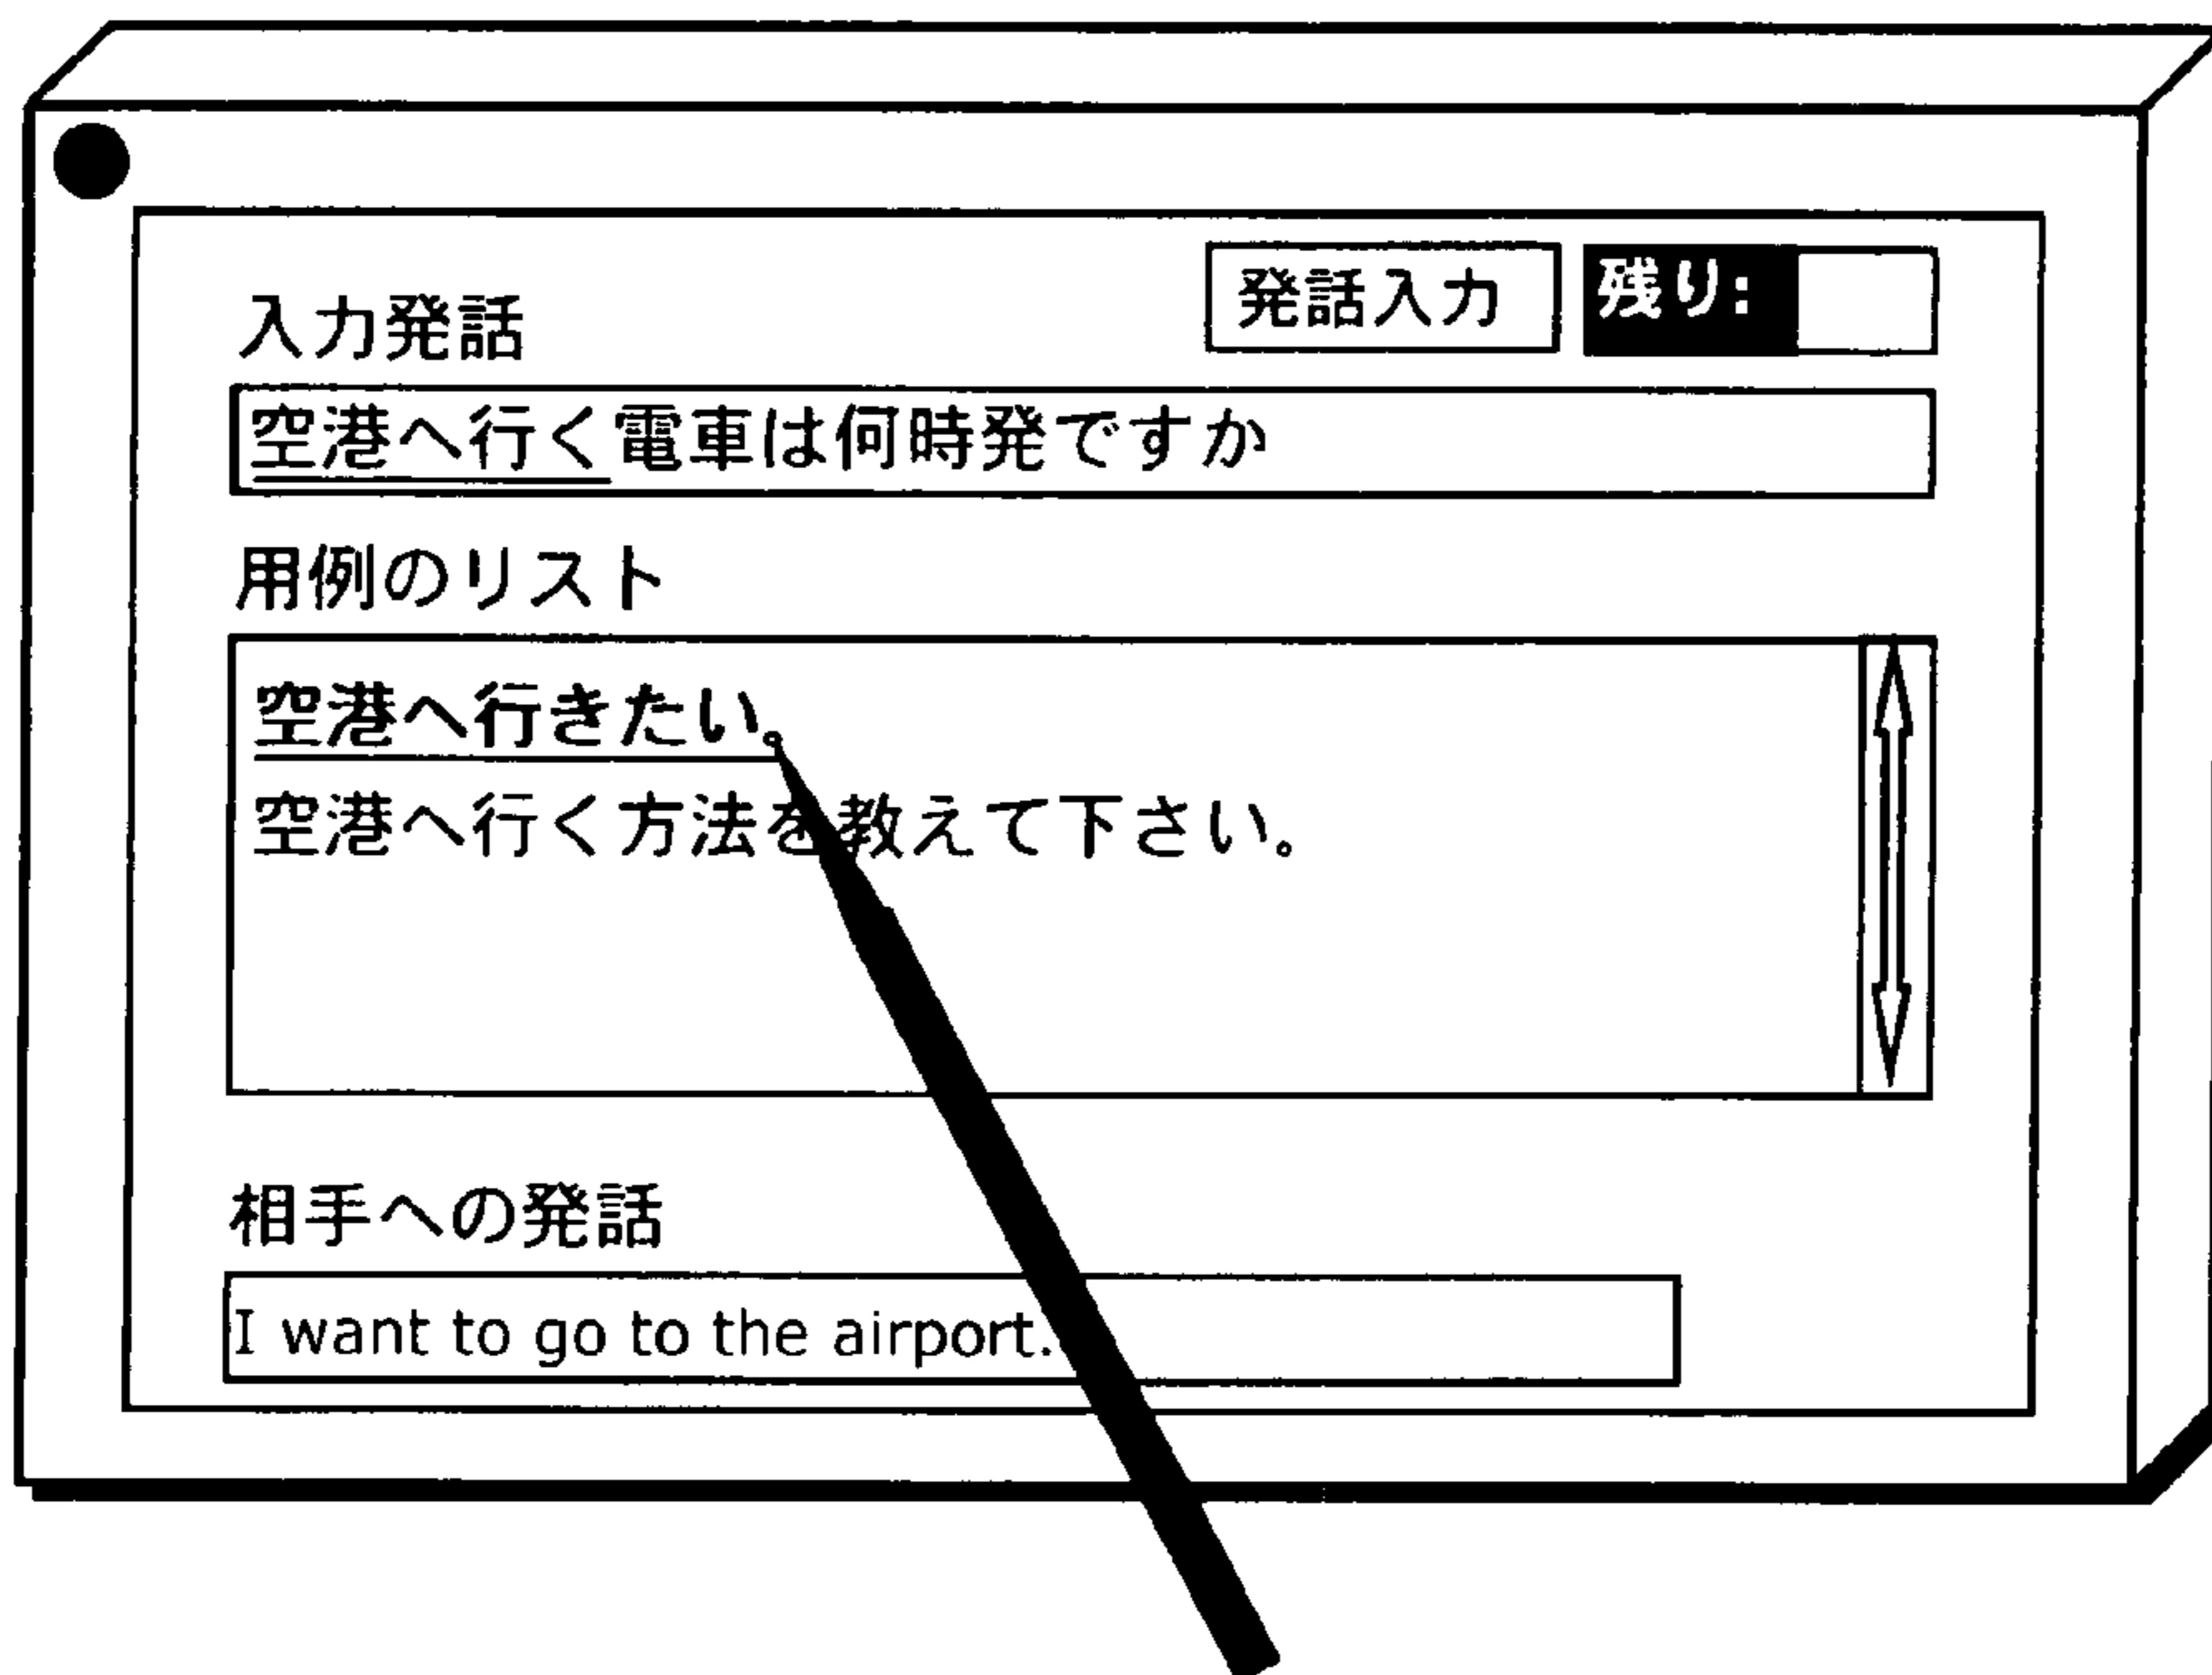 発話入力 残り:
入力発話
空港へ行く電車は何時発ですか
用例のリスト
空港へ行きたい。
空港へ行く方法を教えて下さい。
相手への発話
I want to go to the airport.